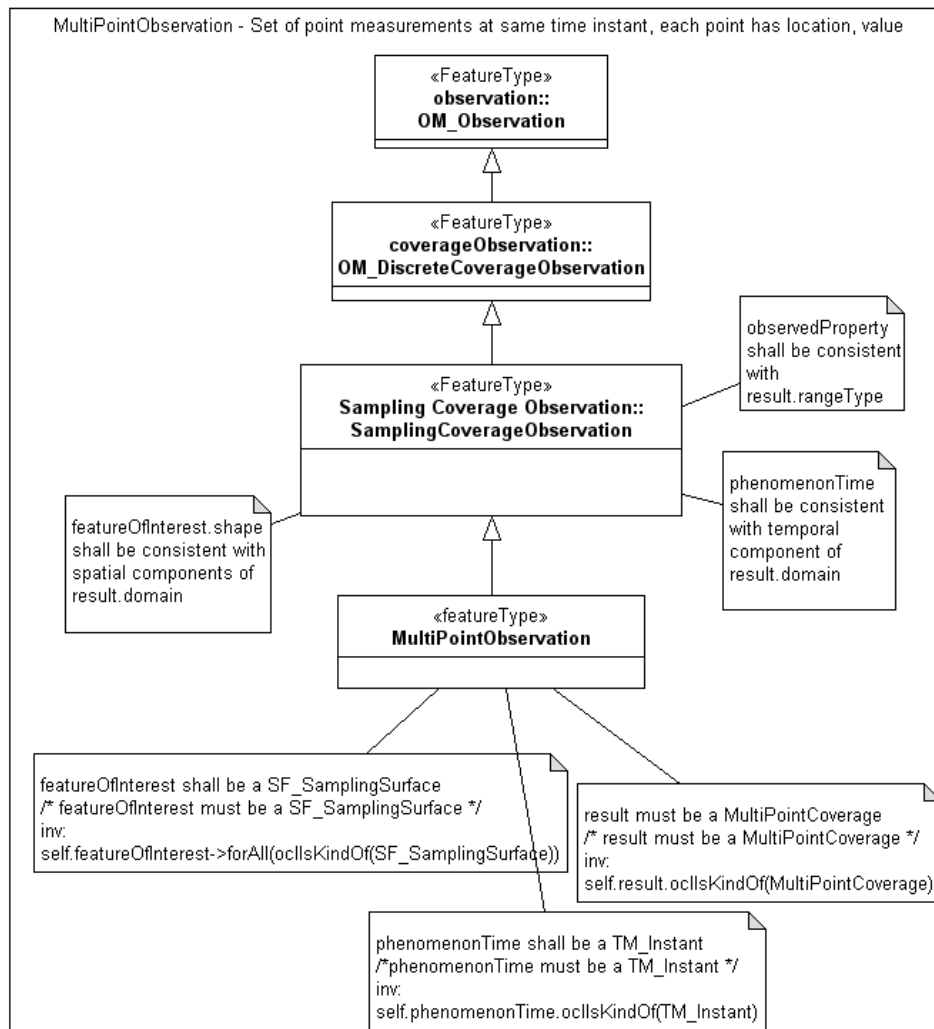 MultiPointObservation - Set of point measurements at same time instant, each point has location, value
«FeatureType»
observation::
OM_Observation
«FeatureType»
coverageObservation::
OM_DiscreteCoverageObservation
observedProperty
shall be consistent
with
result.rangeType
«FeatureType»
Sampling Coverage Observation::
SamplingCoverageObservation
phenomenonTime
shall be consistent
with temporal
component of
result.domain
featureOfInterest.shape
shall be consistent with
spatial components of
result.domain
«featureType»
MultiPointObservation
featureOfInterest shall be a SF_SamplingSurface
/* featureOfInterest must be a SF_SamplingSurface */
inv:
self.featureOfInterest->forAll(oclIsKindOf(SF_SamplingSurface))
result must be a MultiPointCoverage
/* result must be a MultiPointCoverage */
inv:
self.result.oclIsKindOf(MultiPointCoverage)
phenomenonTime shall be a TM_Instant
/*phenomenonTime must be a TM_Instant */
inv:
self.phenomenonTime.oclIsKindOf(TM_Instant)